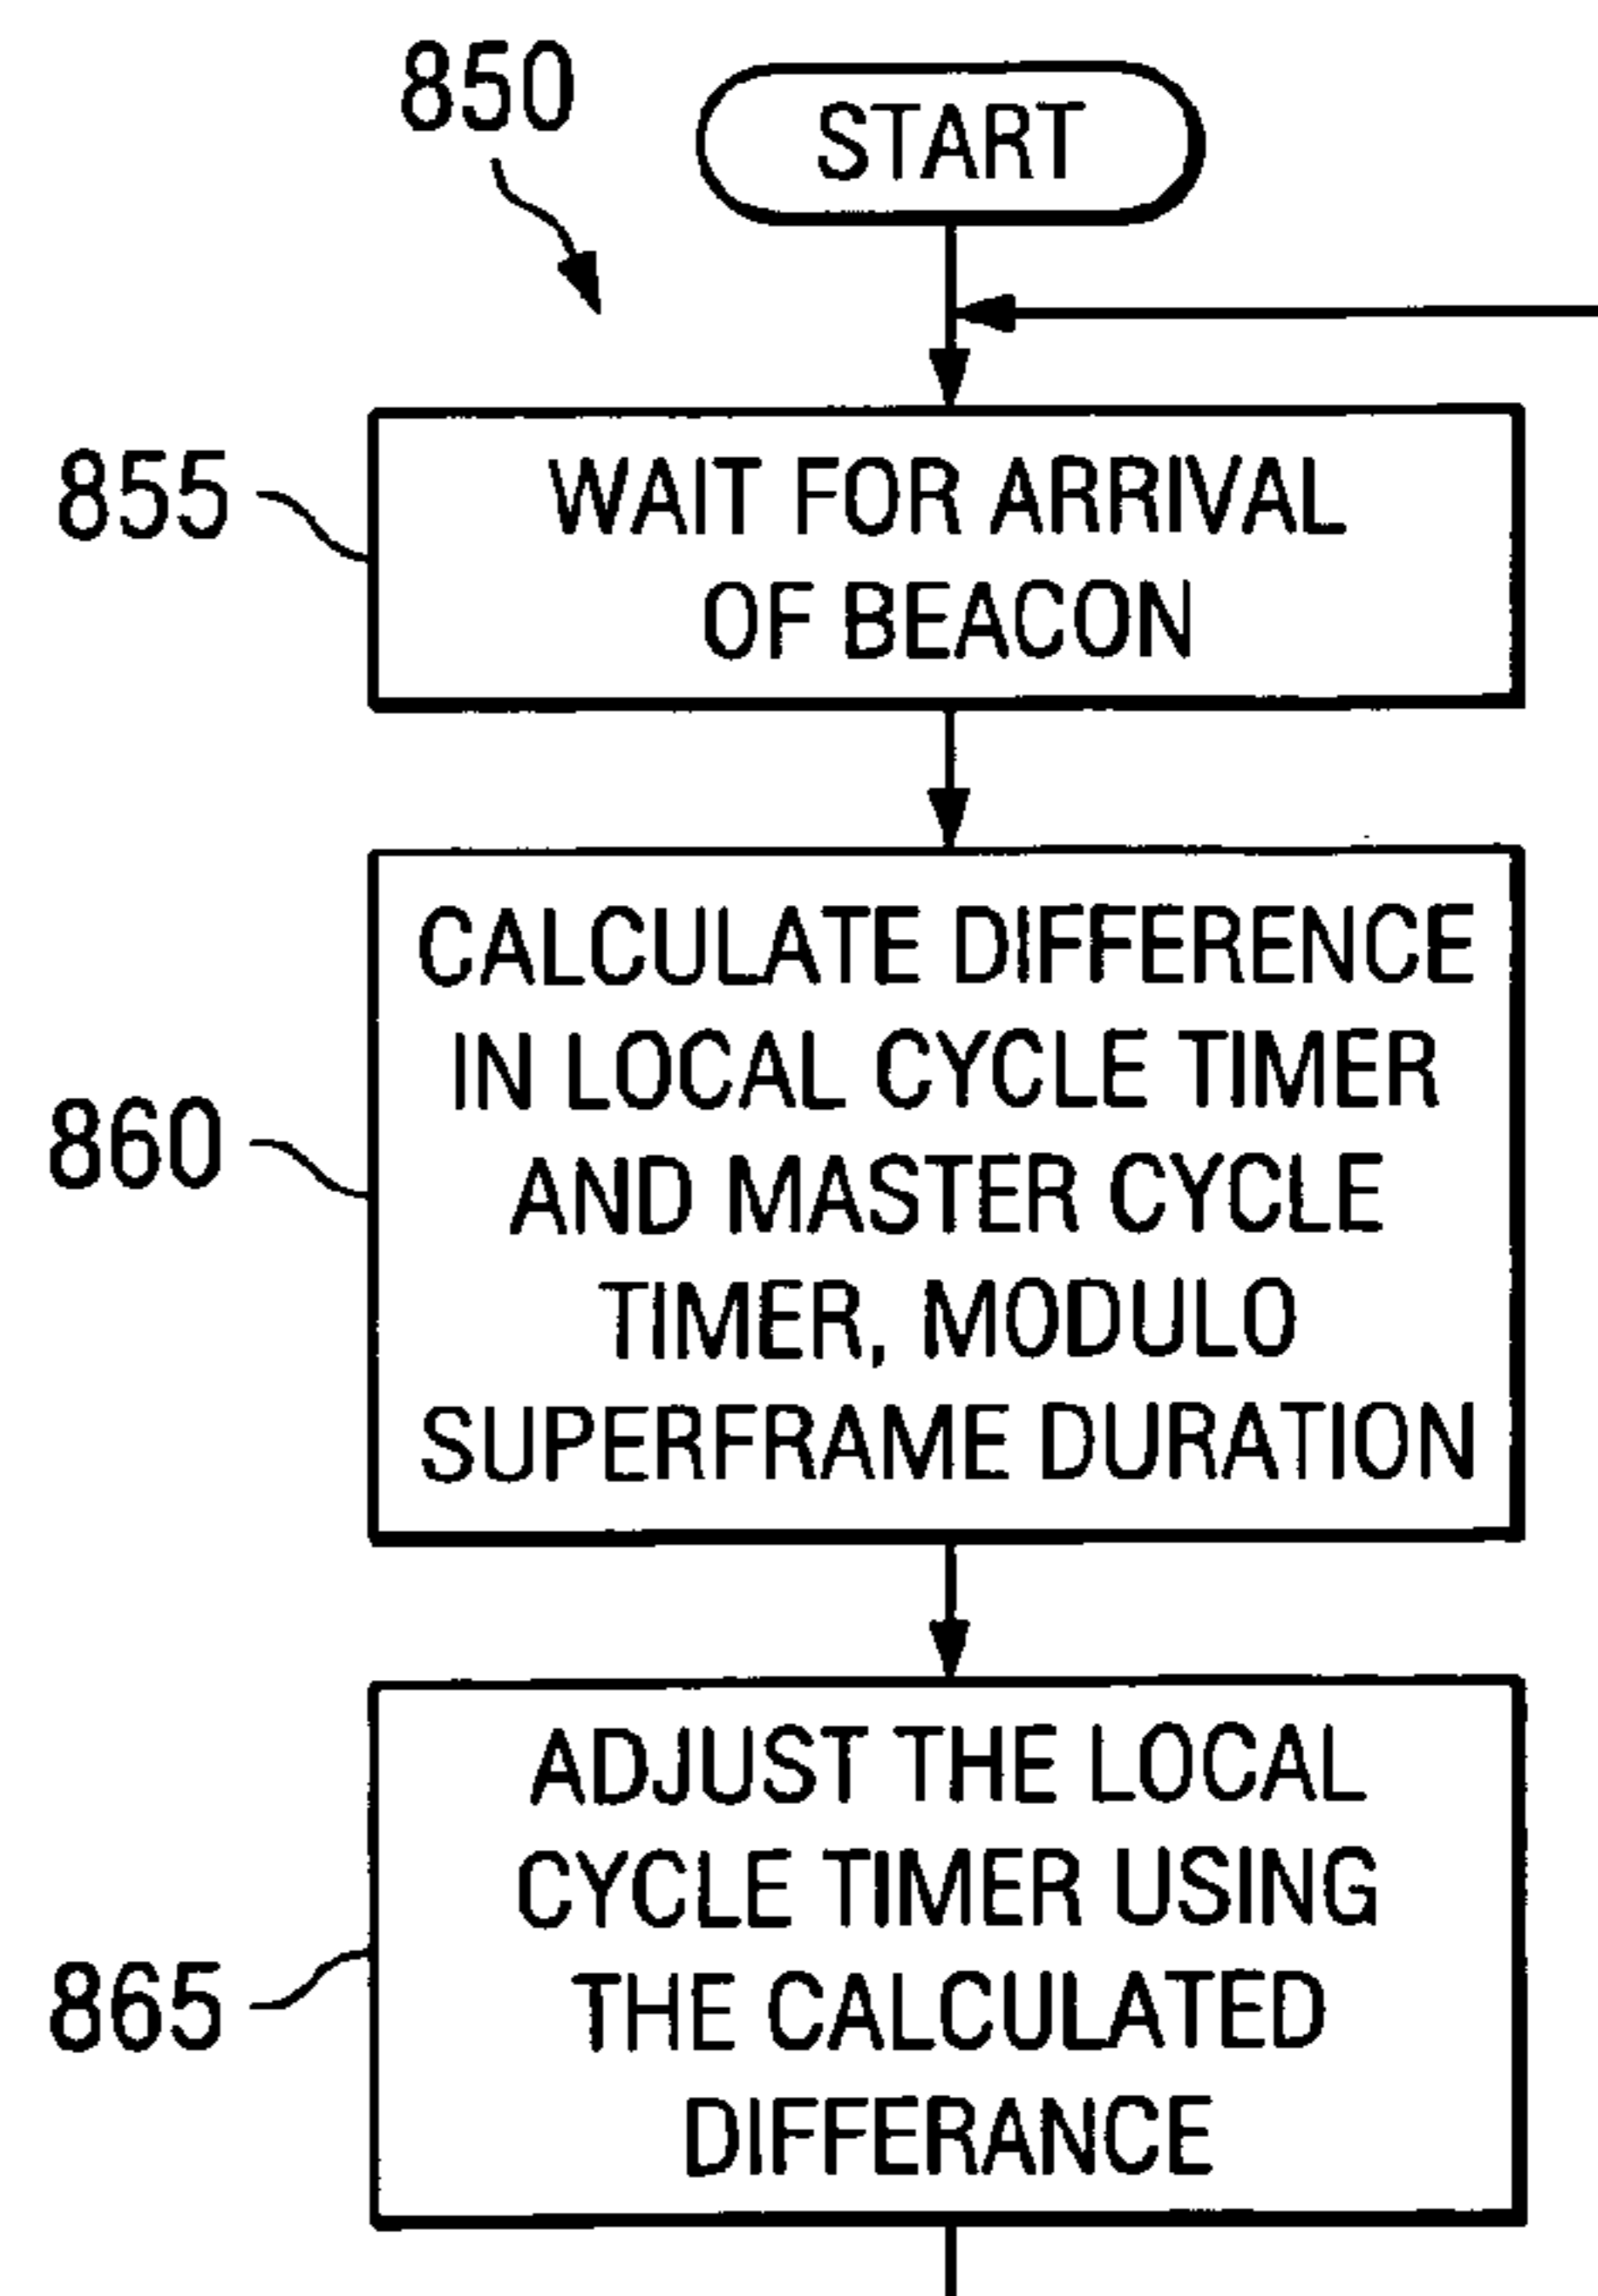 850
START
855
WAIT FOR ARRIVAL
OF BEACON
860
CALCULATE DIFFERENCE
IN LOCAL CYCLE TIMER
AND MASTER CYCLE
TIMER, MODULO
SUPERFRAME DURATION
865
ADJUST THE LOCAL
CYCLE TIMER USING
THE CALCULATED
DIFFERANCE